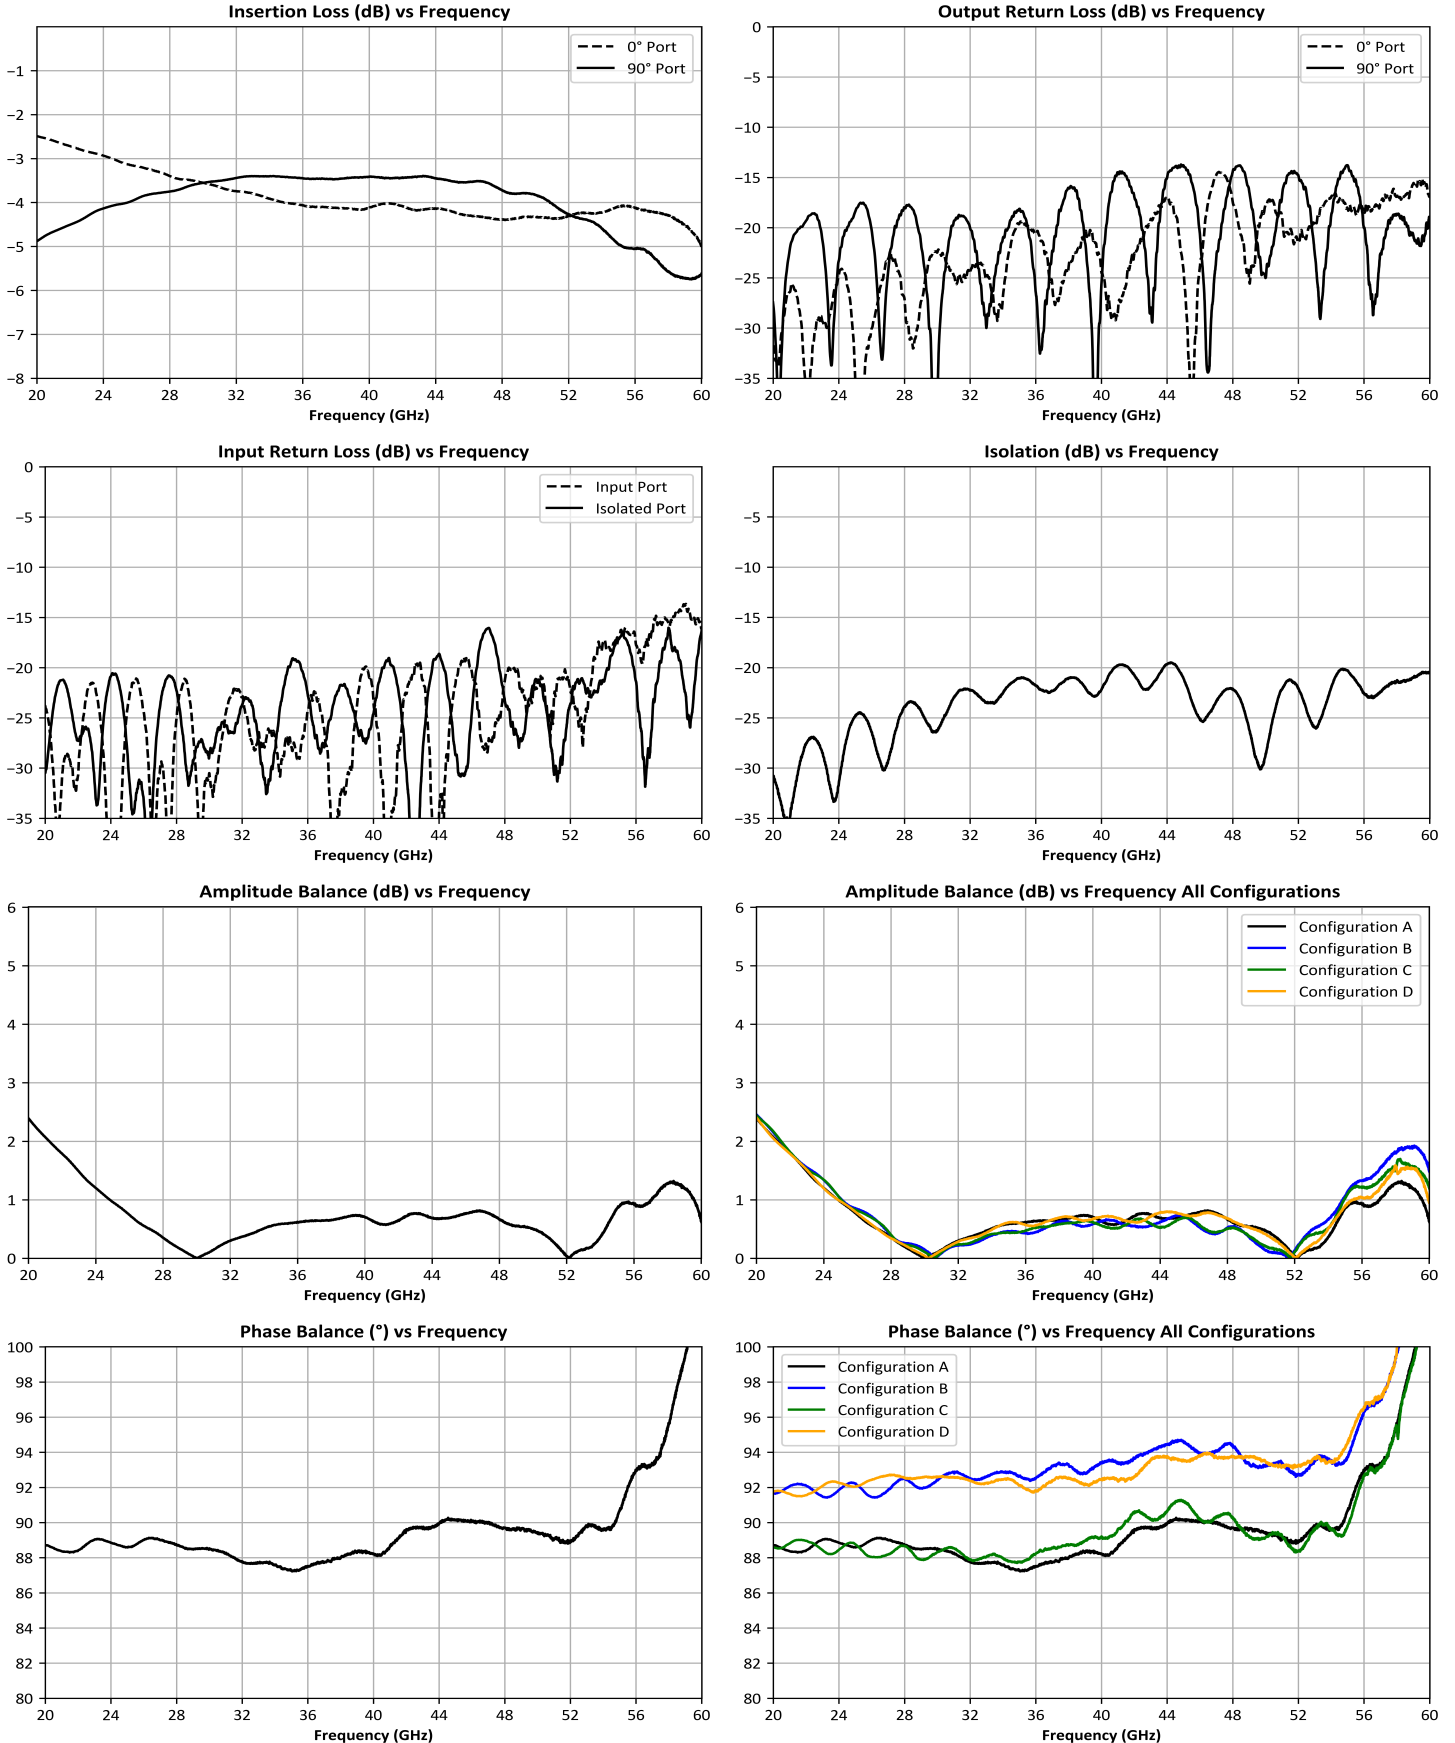 Insertion Loss (dB) vs Frequency
0° Port
90° Port
−1
−2
−3
−4
−5
−6
−7
−8
20 24 28 32 36 40 44 48 52 56 60
Frequency (GHz)
Output Return Loss (dB) vs Frequency
0° Port
90° Port
0
−5
−10
−15
−20
−25
−30
−35
20 24 28 32 36 40 44 48 52 56 60
Frequency (GHz)
Input Return Loss (dB) vs Frequency
Input Port
Isolated Port
0
−5
−10
−15
−20
−25
−30
−35
20 24 28 32 36 40 44 48 52 56 60
Frequency (GHz)
Isolation (dB) vs Frequency
−5
−10
−15
−20
−25
−30
−35
20 24 28 32 36 40 44 48 52 56 60
Frequency (GHz)
Amplitude Balance (dB) vs Frequency
6
5
4
3
2
1
0
20 24 28 32 36 40 44 48 52 56 60
Frequency (GHz)
Amplitude Balance (dB) vs Frequency All Configurations
Configuration A
Configuration B
Configuration C
Configuration D
6
5
4
3
2
1
0
20 24 28 32 36 40 44 48 52 56 60
Frequency (GHz)
Phase Balance (°) vs Frequency
100
98
96
94
92
90
88
86
84
82
80
20 24 28 32 36 40 44 48 52 56 60
Frequency (GHz)
Phase Balance (°) vs Frequency All Configurations
Configuration A
Configuration B
Configuration C
Configuration D
100
98
96
94
92
90
88
86
84
82
80
20 24 28 32 36 40 44 48 52 56 60
Frequency (GHz)